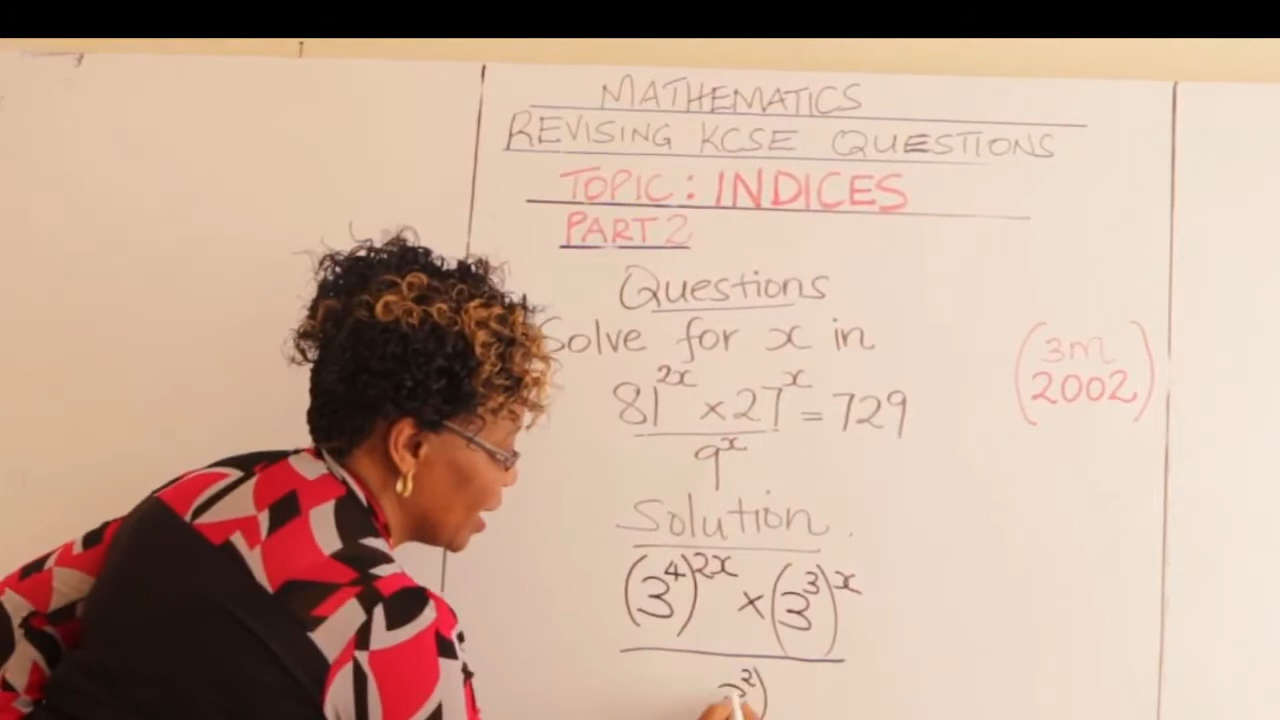 MATHEMATICS
REVISING KCSE QUESTIONS
TOPIC: INDICES
PART 2
Questions
Solve for x in
(3M
2002)
81^2x × 27^x = 729
9^x
Solution.
(3^4)^2x × (3^3)^x
^2)